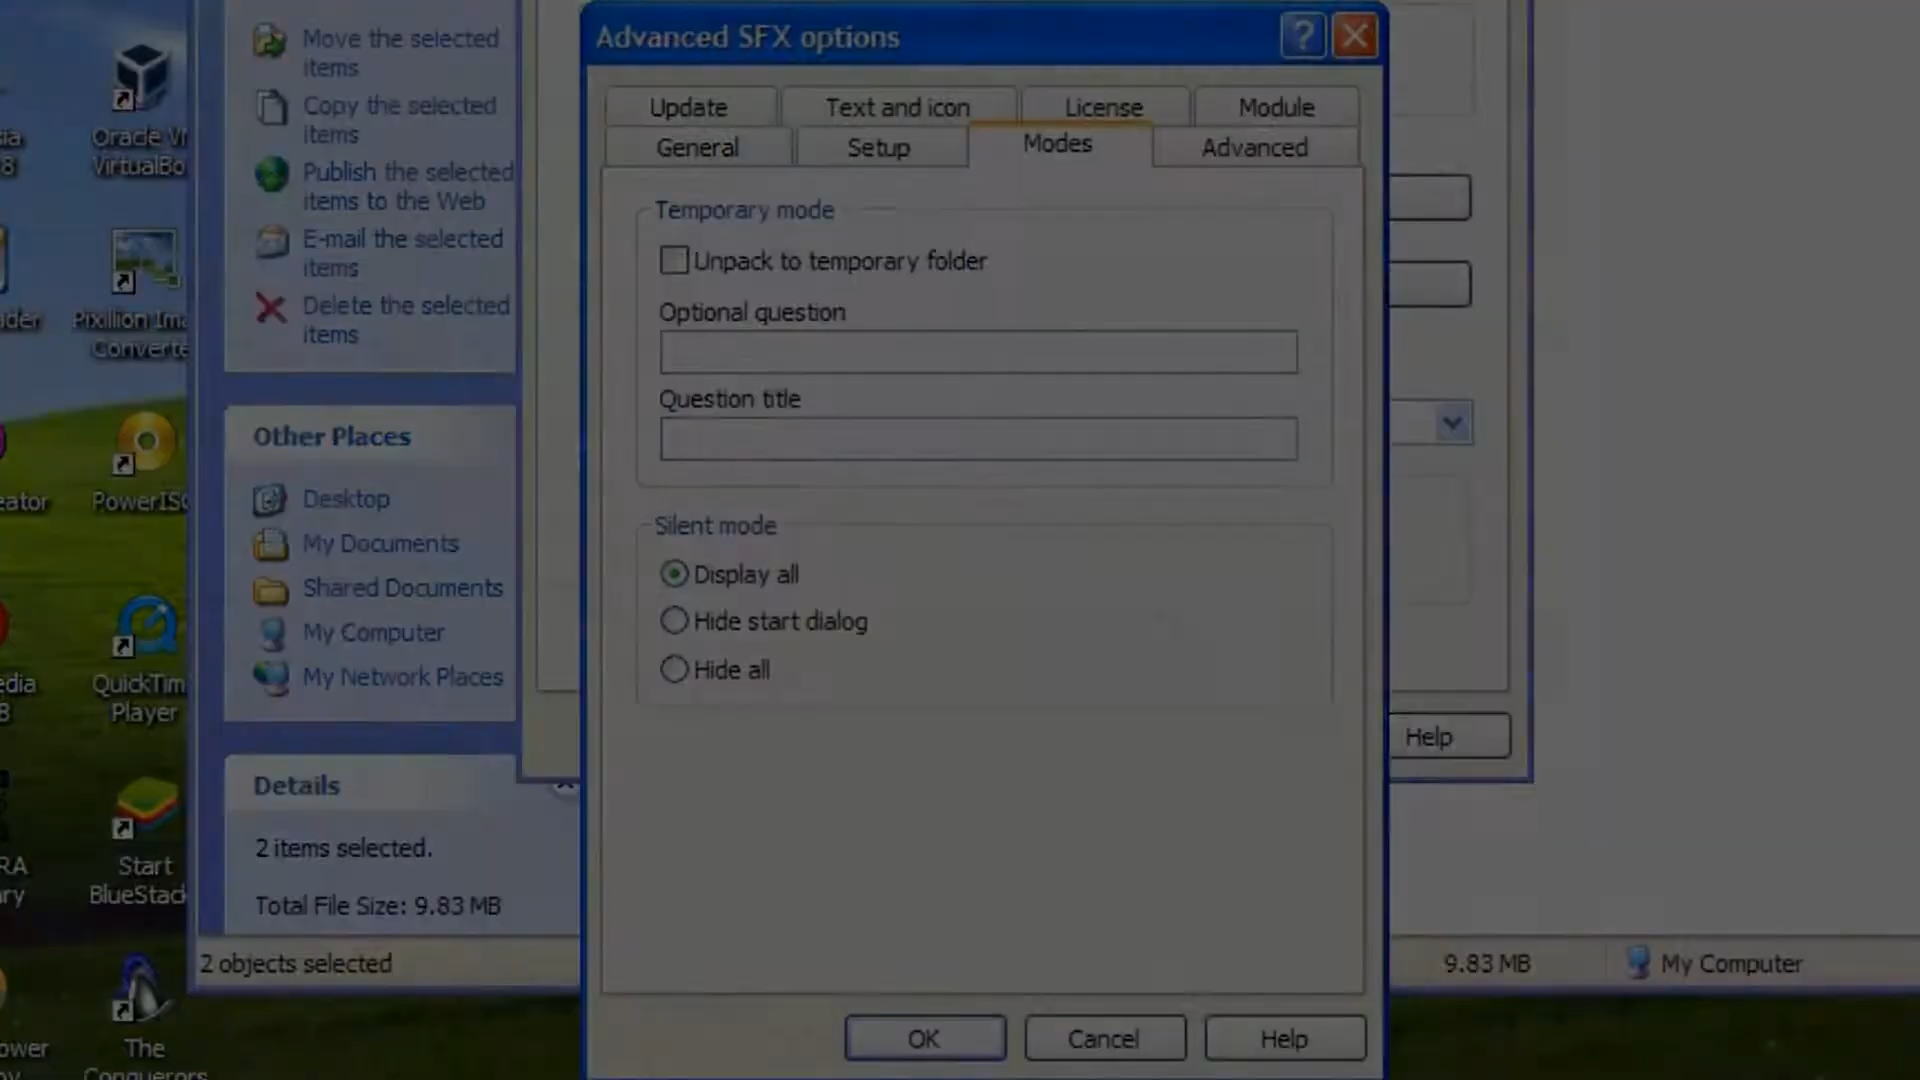 Advanced SFX options
Update
Text and icon
License
Module
General
Setup
Modes
Advanced
Temporary mode
Unpack to temporary folder
Optional question
Question title
Silent mode
Display all
Hide start dialog
Hide all
OK
Cancel
Help
Help
Move the selected
items
Copy the selected
items
Publish the selected
items to the Web
E-mail the selected
items
Delete the selected
items
Other Places
Desktop
My Documents
Shared Documents
My Computer
My Network Places
Details
2 items selected.
Total File Size: 9.83 MB
2 objects selected
9.83 MB
My Computer
Oracle V
VirtualBo
Pixillion Im
Converte
PowerIS
QuickTim
Player
Start
BlueStack
The
Conquerors